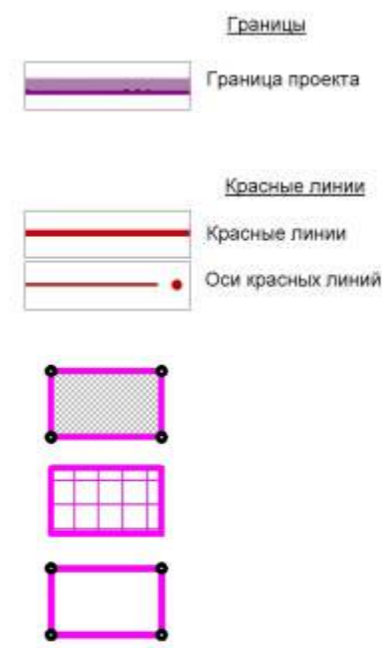 Границы
Граница проекта
Красные линии
Красные линии
Оси красных линий